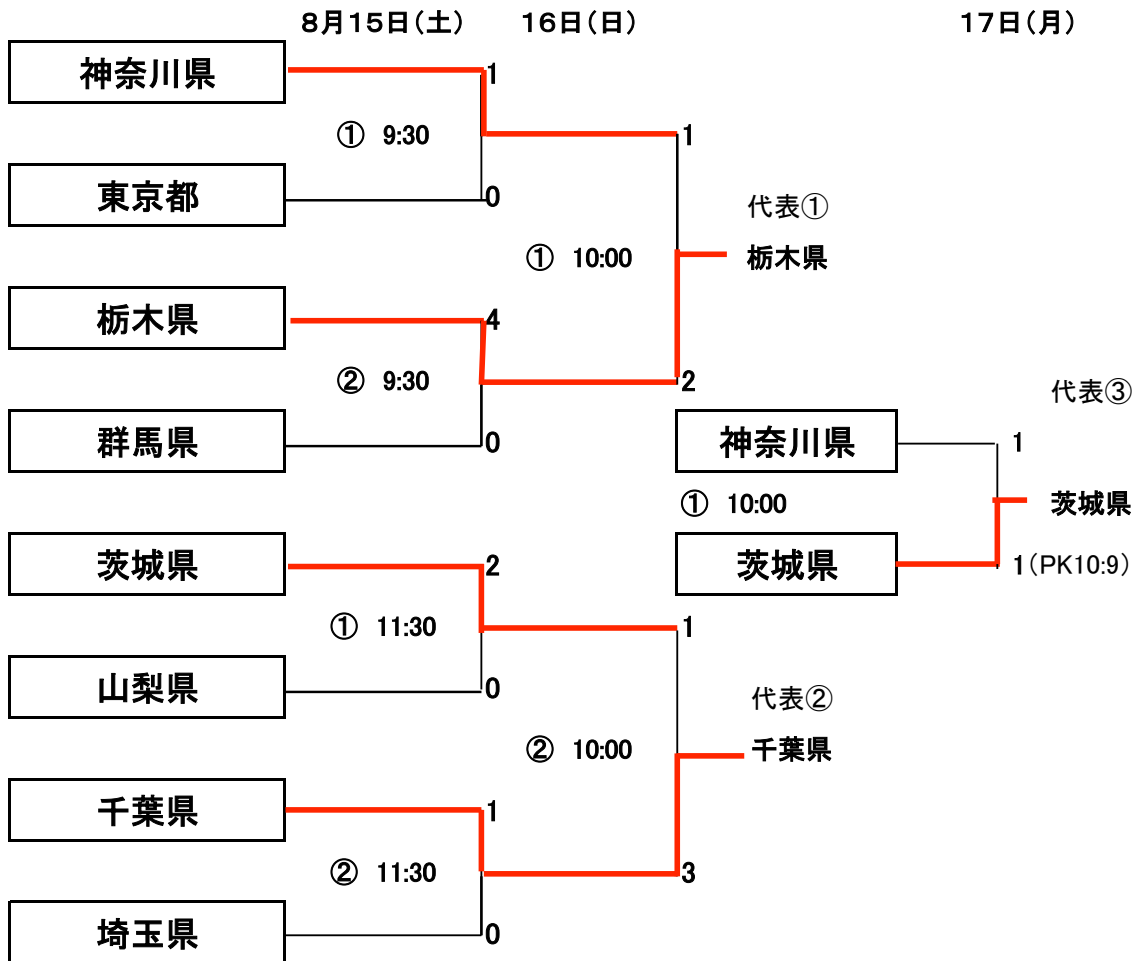 8月15日(土) 16日(日) 17日(月)
神奈川県 1
① 9:30 1
東京都 0
代表①
① 10:00 栃木県
栃木県 4
② 9:30 2
代表③
群馬県 0 神奈川県 1
① 10:00 茨城県
茨城県 2 茨城県 1(PK10:9)
① 11:30 1
山梨県 0
代表②
② 10:00 千葉県
千葉県 1
② 11:30 3
埼玉県 0